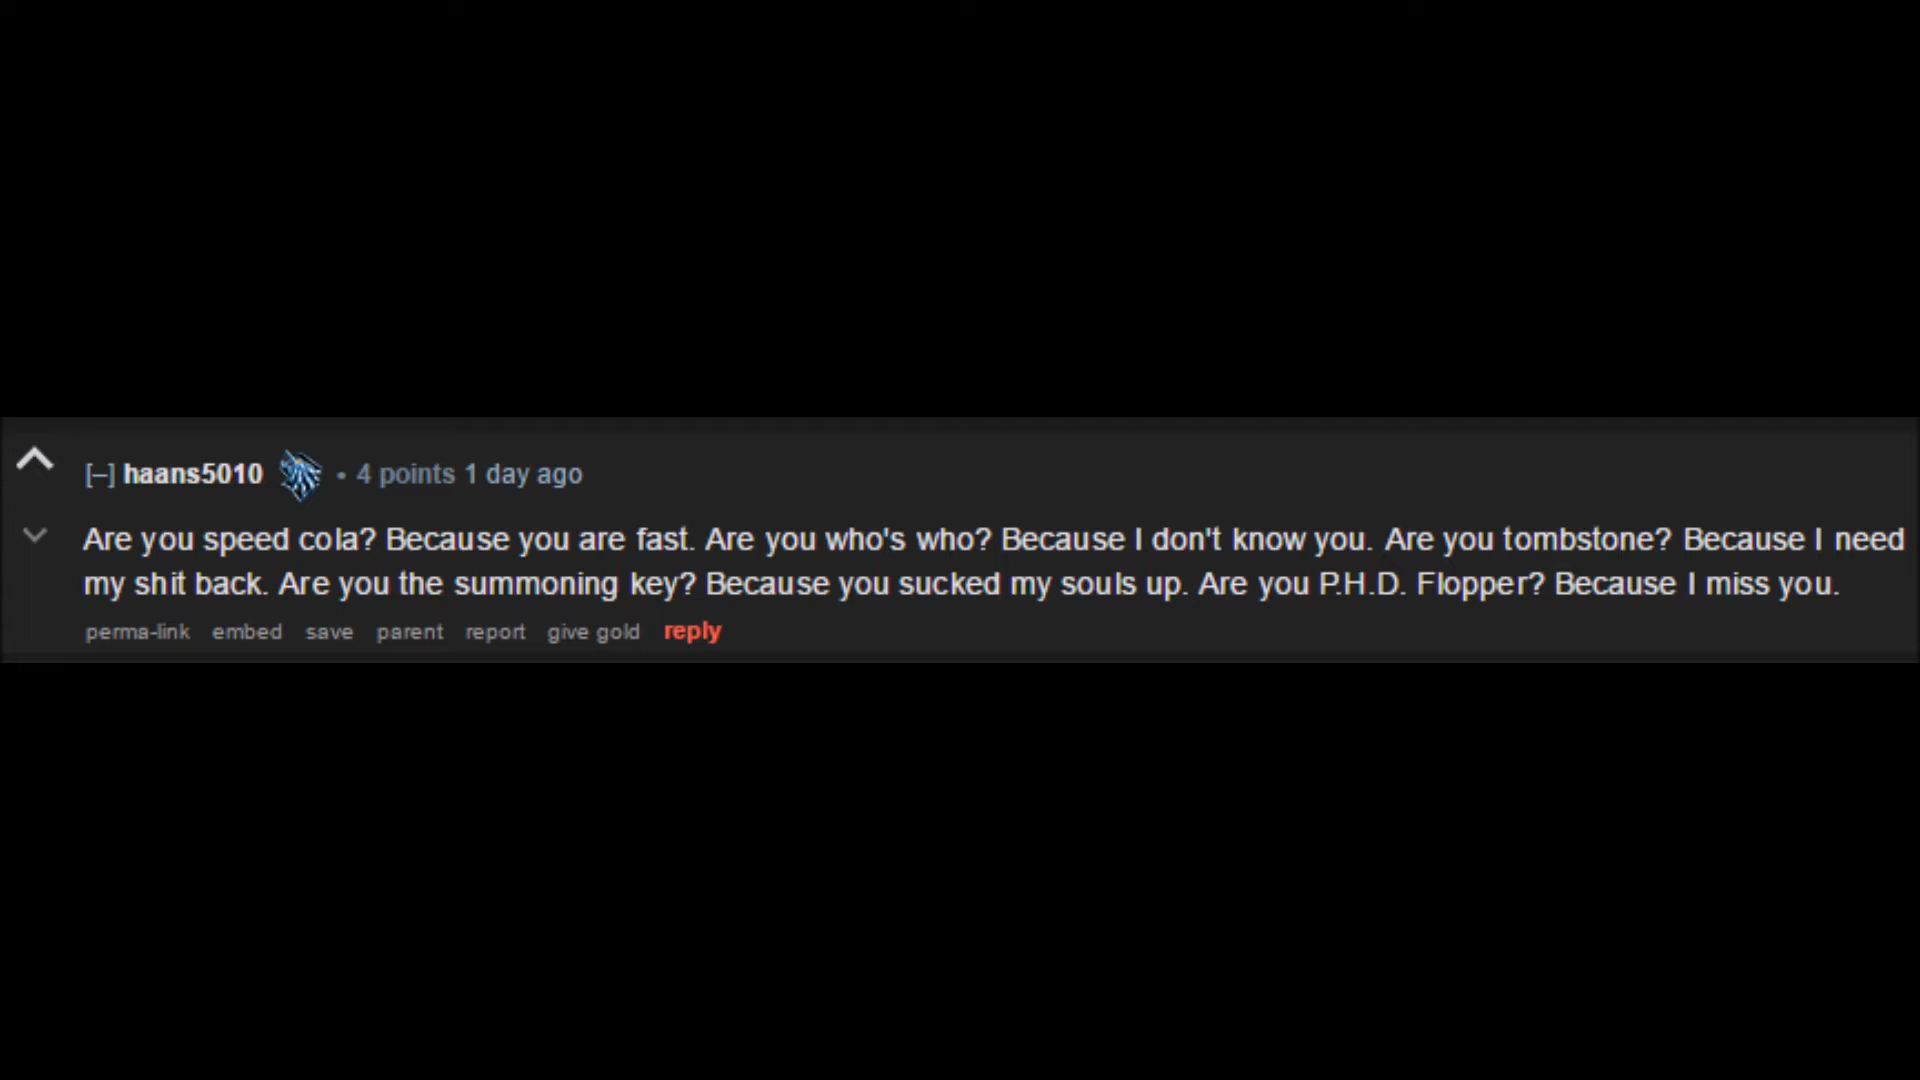 [–] haans5010 • 4 points 1 day ago
Are you speed cola? Because you are fast. Are you who's who? Because I don't know you. Are you tombstone? Because I need
my shit back. Are you the summoning key? Because you sucked my souls up. Are you P.H.D. Flopper? Because I miss you.
perma-link embed save parent report give gold reply